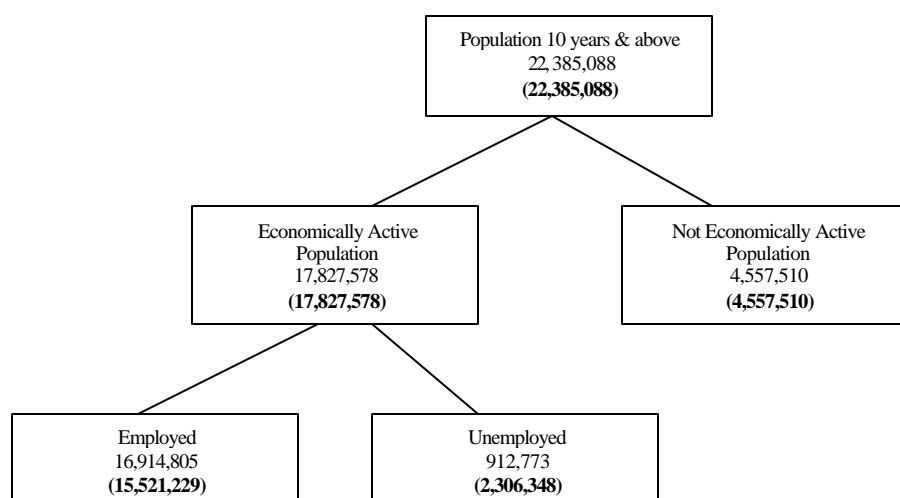 Population 10 years & above
22,385,088
(22,385,088)
Economically Active
Population
17,827,578
(17,827,578)
Not Economically Active
Population
4,557,510
(4,557,510)
Employed
16,914,805
(15,521,229)
Unemployed
912,773
(2,306,348)